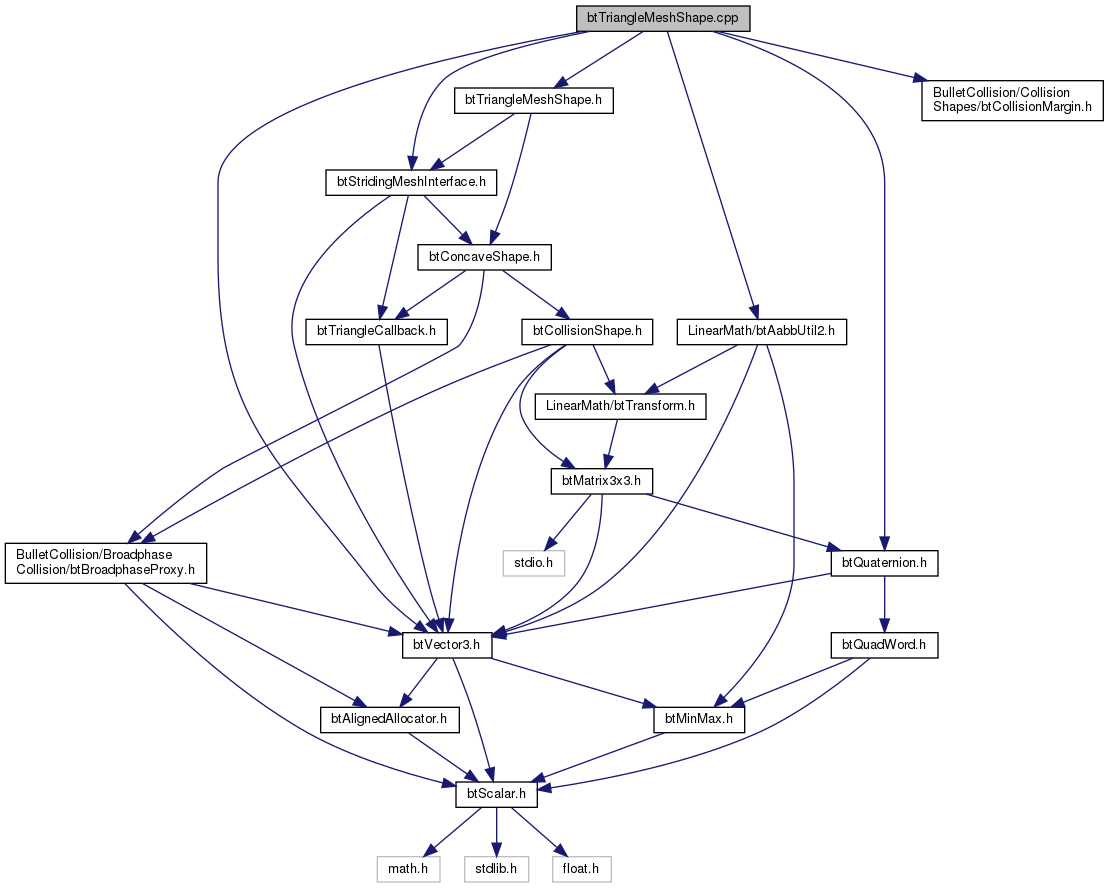 btTriangleMeshShape.cpp
BulletCollision/Collision
Shapes/btCollisionMargin.h
btTriangleMeshShape.h
btStridingMeshInterface.h
btConcaveShape.h
btTriangleCallback.h
btCollisionShape.h
LinearMath/btAabbUtil2.h
LinearMath/btTransform.h
btMatrix3x3.h
BulletCollision/Broadphase
Collision/btBroadphaseProxy.h
stdio.h
btQuaternion.h
btVector3.h
btQuadWord.h
btAlignedAllocator.h
btMinMax.h
btScalar.h
math.h
stdlib.h
float.h